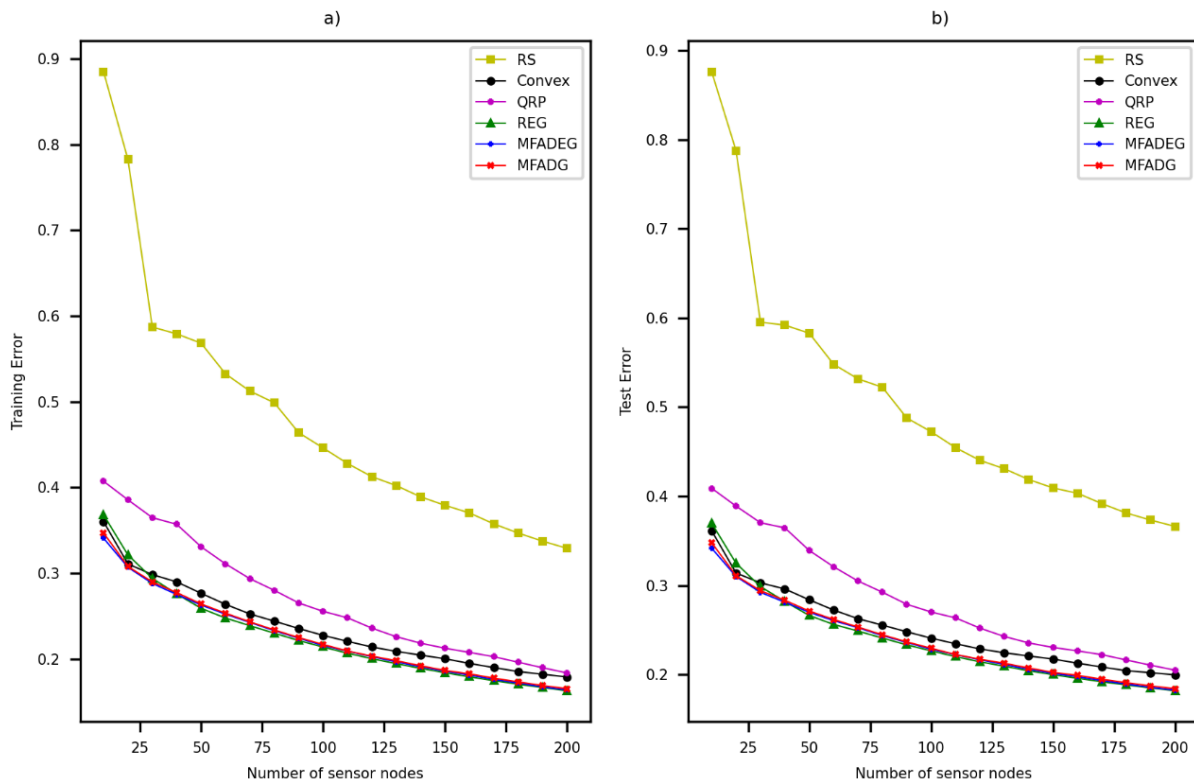 a)
0.9
0.8
0.7
0.6
0.5
0.4
0.3
0.2
Training Error
25 50 75 100 125 150 175 200
Number of sensor nodes
RS
Convex
QRP
REG
MFADEG
MFADG
b)
0.9
0.8
0.7
0.6
0.5
0.4
0.3
0.2
Test Error
25 50 75 100 125 150 175 200
Number of sensor nodes
RS
Convex
QRP
REG
MFADEG
MFADG